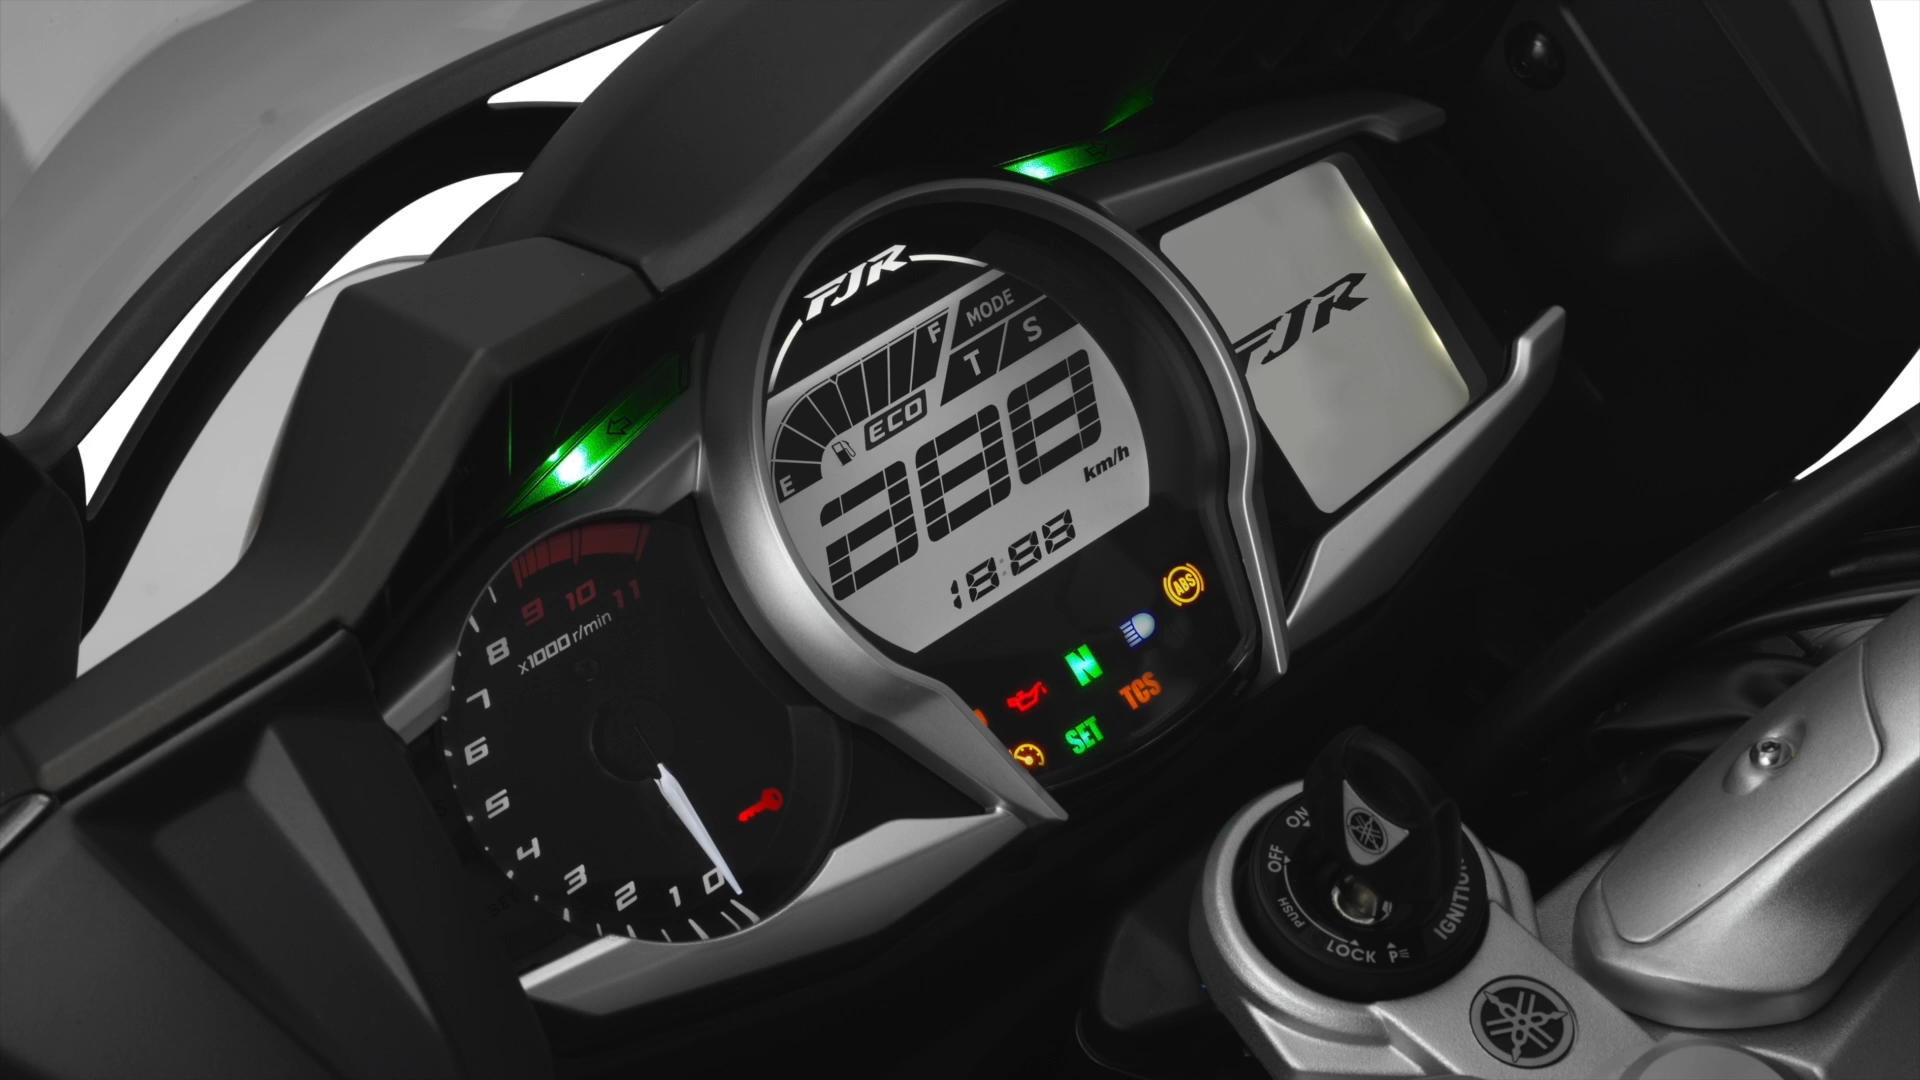 FJR
F
MODE
T
S
ECO
E
388
km/h
18:88
FJR
9 10 11
x1000 r/min
8
7
6
5
4
3
2
1
0
ABS
N
TCS
SET
ON
OFF
PUSH
LOCK
P
IGNITION